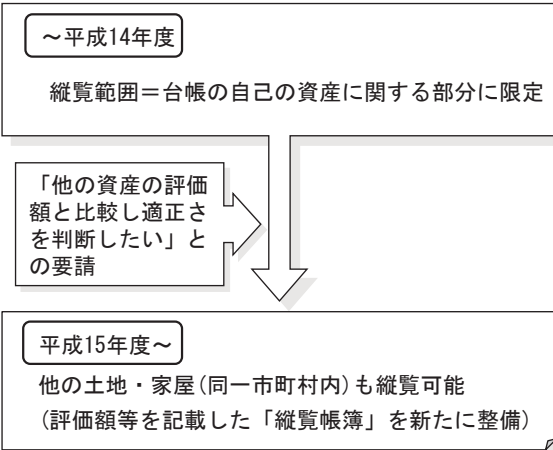 ～平成14年度
縦覧範囲＝台帳の自己の資産に関する部分に限定
「他の資産の評価
額と比較し適正さ
を判断したい」と
の要請
平成15年度～
他の土地・家屋(同一市町村内)も縦覧可能
(評価額等を記載した「縦覧帳簿」を新たに整備)